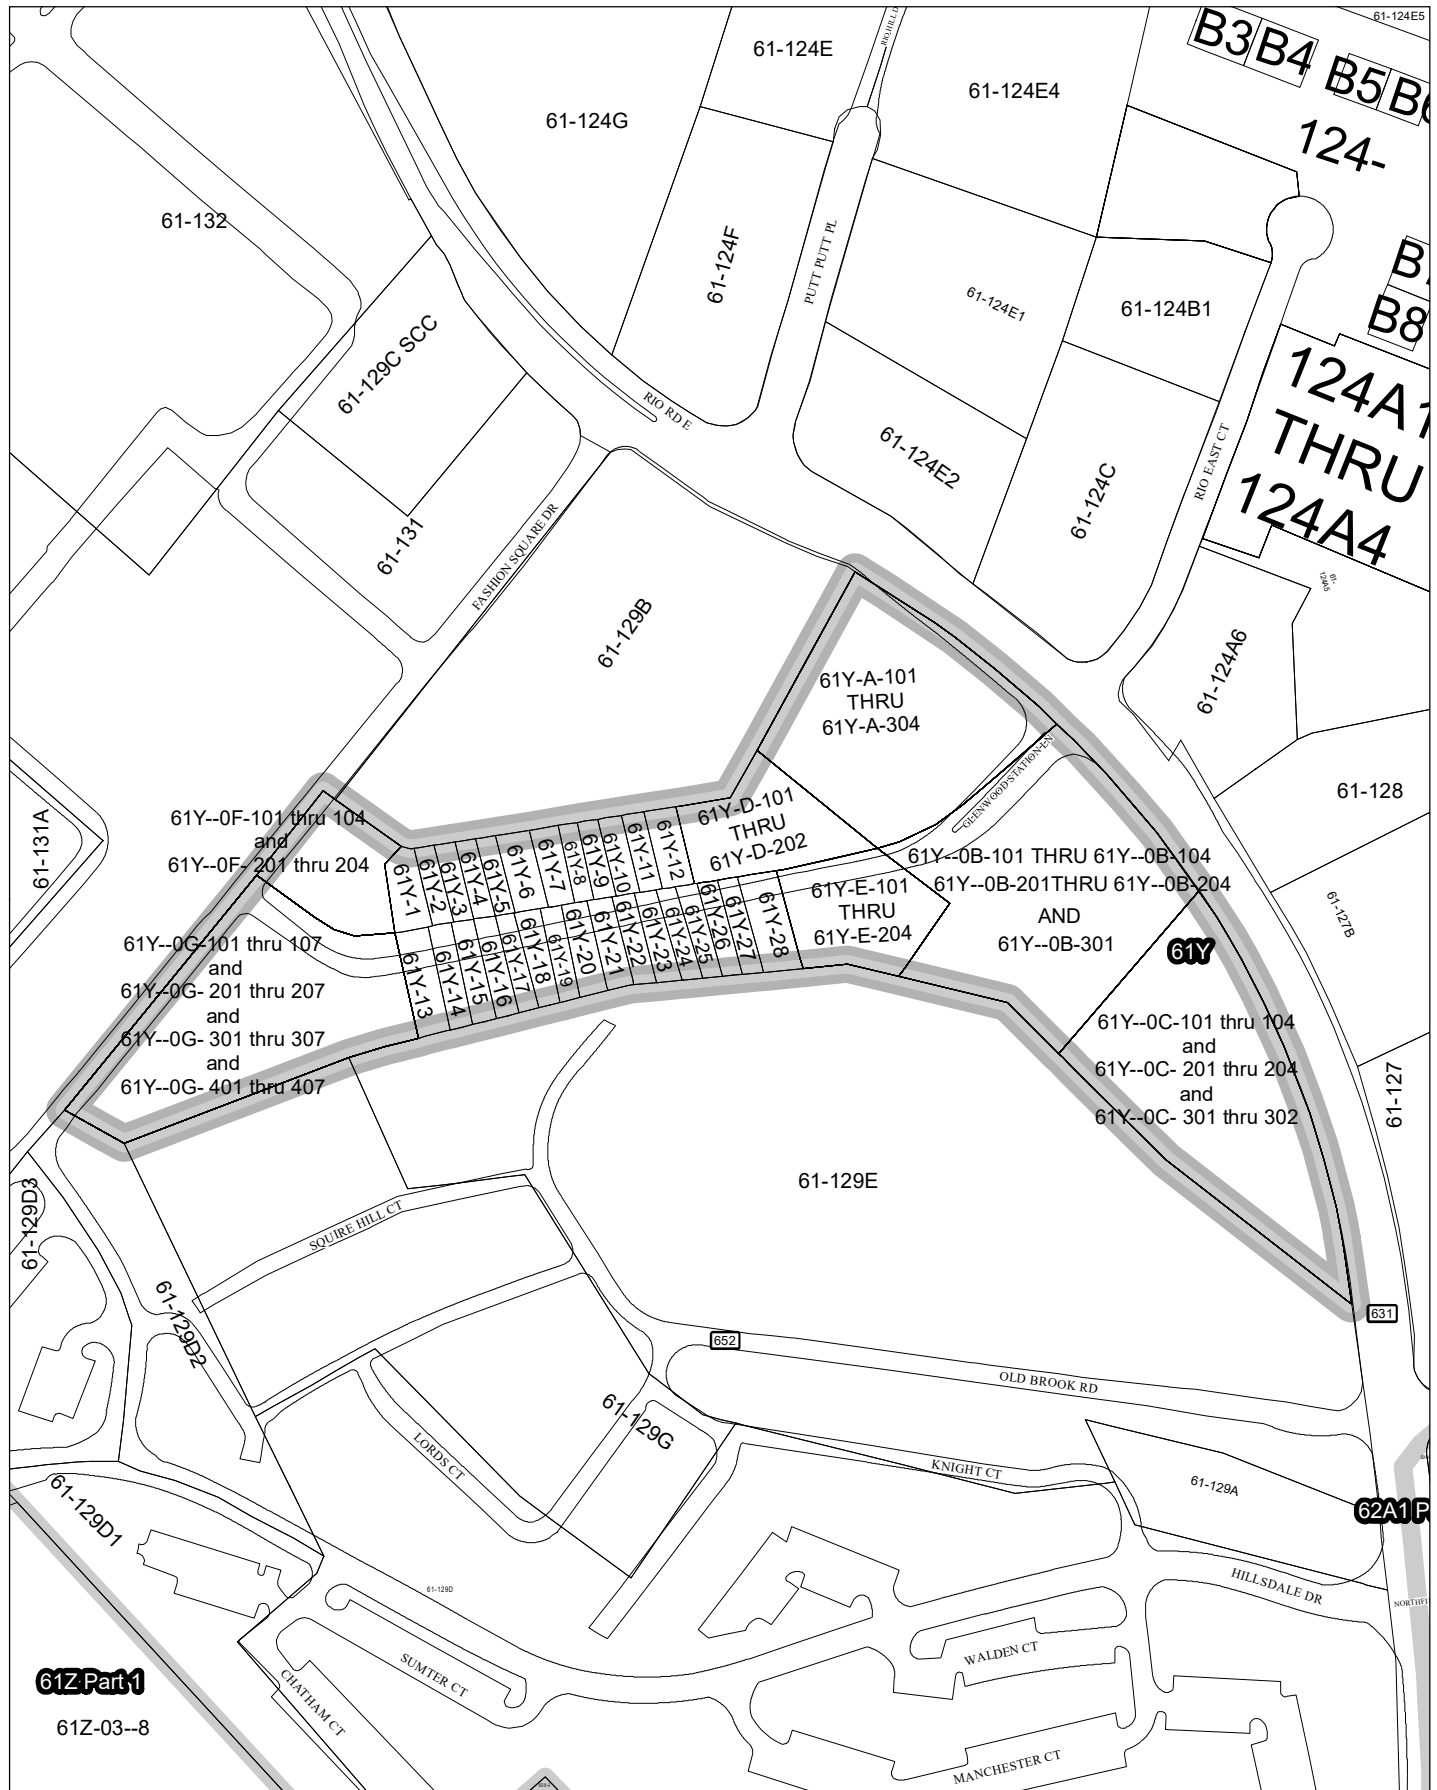 61-124E5
B3
B4
B5
61-124E
61-124E4
61-124G
124-
PUTT PUTT PL
61-132
61-124F
61-124E1
61-124B1
B8
61-129C SCC
124A1
THRU
124A4
RIO RD E
61-124E2
61-124C
RIO EAST CT
61-131
FASHION SQUARE DR
61-
124A5
61-129B
61-124A6
61Y-A-101
THRU
61Y-A-304
GLENWOOD STATION LN
61-128
61-131A
61Y--0F-101 thru 104
and
61Y--0F- 201 thru 204
61Y-D-101
THRU
61Y-D-202
61Y-1
61Y-2
61Y-3
61Y-4
61Y-5
61Y-6
61Y-7
61Y-8
61Y-9
61Y-10
61Y-11
61Y-12
61Y--0B-101 THRU 61Y--0B-104
61Y--0B-201THRU 61Y--0B-204
AND
61Y--0B-301
61Y-E-101
THRU
61Y-E-204
61-127B
61Y
61Y--0G-101 thru 107
and
61Y--0G- 201 thru 207
and
61Y--0G- 301 thru 307
and
61Y--0G- 401 thru 407
61Y-13
61Y-14
61Y-15
61Y-16
61Y-17
61Y-18
61Y-19
61Y-20
61Y-21
61Y-22
61Y-23
61Y-24
61Y-25
61Y-26
61Y-27
61Y-28
61Y--0C-101 thru 104
and
61Y--0C- 201 thru 204
and
61Y--0C- 301 thru 302
61-127
61-129E
61-129D3
SQUIRE HILL CT
61-129D2
631
652
OLD BROOK RD
61-129G
LORDS CT
KNIGHT CT
61-129A
61-129D1
62A1 P
61-129D
HILLSDALE DR
NORTHFI
SUMTER CT
WALDEN CT
61Z Part 1
CHATHAM CT
61Z-03--8
MANCHESTER CT